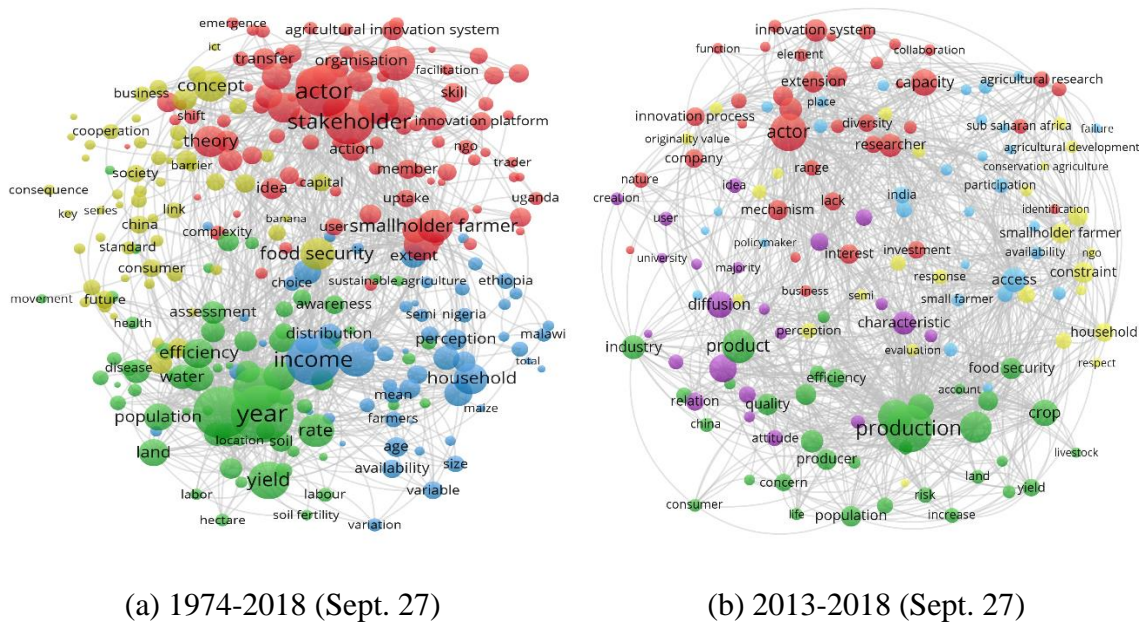 emergence
agricultural innovation system
ict
transfer
organisation
concept
facilitation
business
actor
skill
shift
stakeholder
innovation platform
cooperation
theory
action
ngo
society
barrier
member
trader
consequence
idea
capital
link
uptake
uganda
key
series
banana
china
user
smallholder farmer
standard
complexity
food security
extent
consumer
choice
sustainable agriculture
ethiopia
movement
future
awareness
health
assessment
semi
nigeria
distribution
perception
malawi
efficiency
income
total
disease
water
household
mean
maize
population
year
farmers
location
soil
rate
land
age
availability
size
yield
variable
labor
labour
hectare
soil fertility
variation
(a) 1974-2018 (Sept. 27)
innovation system
function
element
collaboration
extension
capacity
agricultural research
place
innovation process
actor
diversity
sub saharan africa
failure
originality value
researcher
agricultural development
company
range
conservation agriculture
nature
idea
participation
creation
india
mechanism
lack
identification
user
smallholder farmer
policymaker
interest
investment
availability
ngo
university
majority
response
access
constraint
business
semi
small farmer
diffusion
characteristic
perception
household
industry
product
evaluation
respect
food security
efficiency
account
relation
quality
crop
china
production
attitude
livestock
producer
concern
land
risk
yield
consumer
life
population
increase
(b) 2013-2018 (Sept. 27)